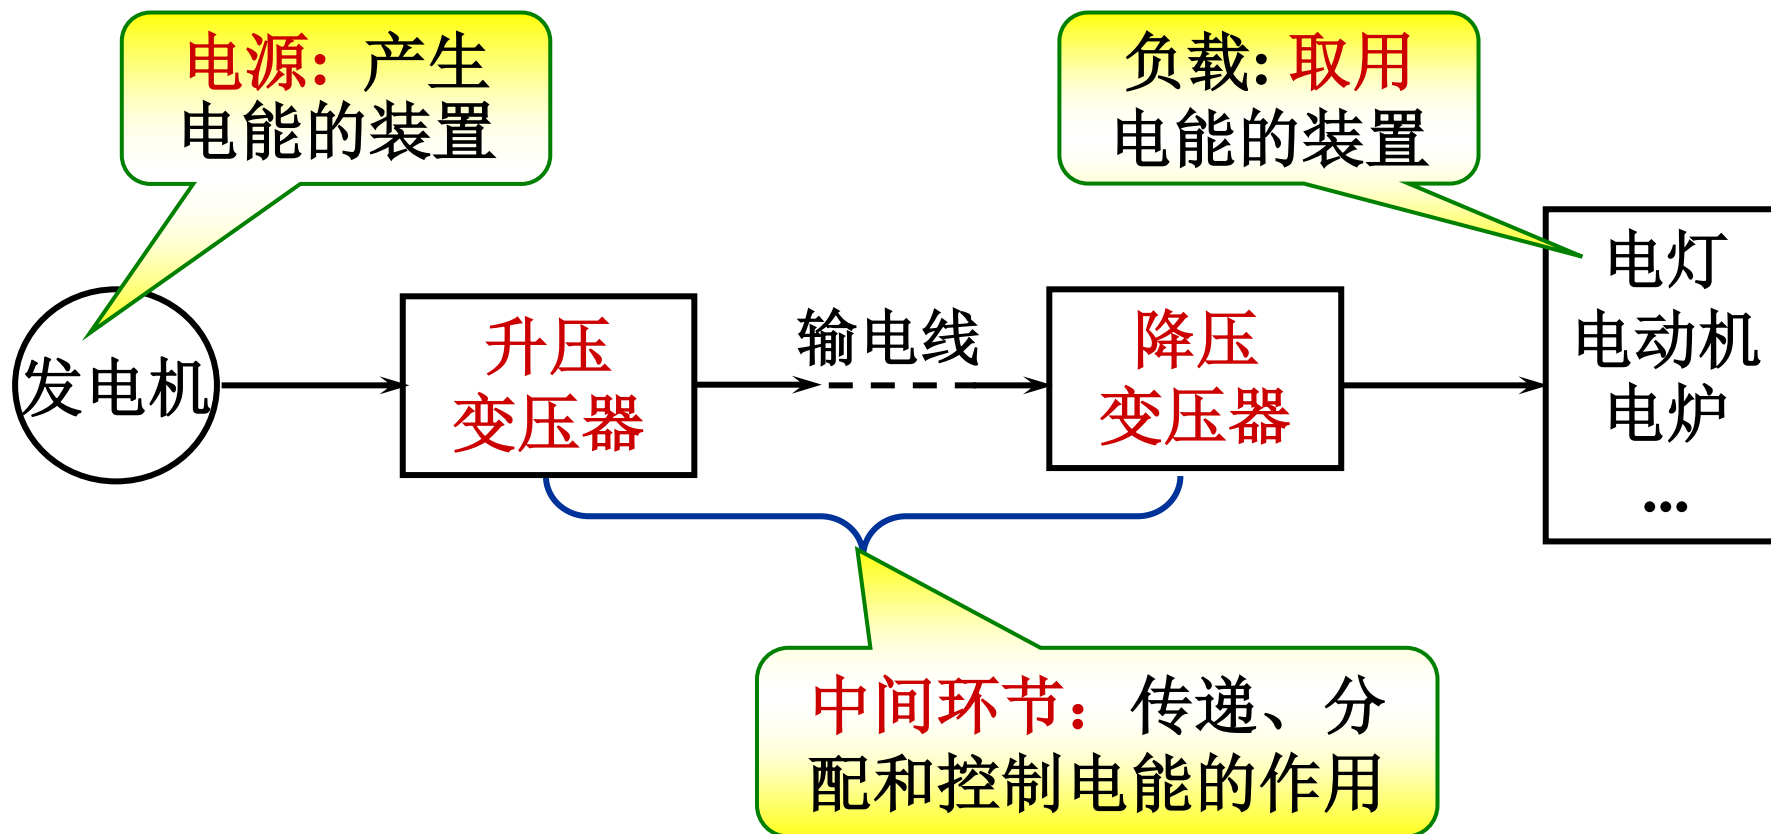 电源: 产生
电能的装置
负载: 取用
电能的装置
发电机
升压
变压器
输电线
降压
变压器
电灯
电动机
电炉
...
中间环节：传递、分
配和控制电能的作用